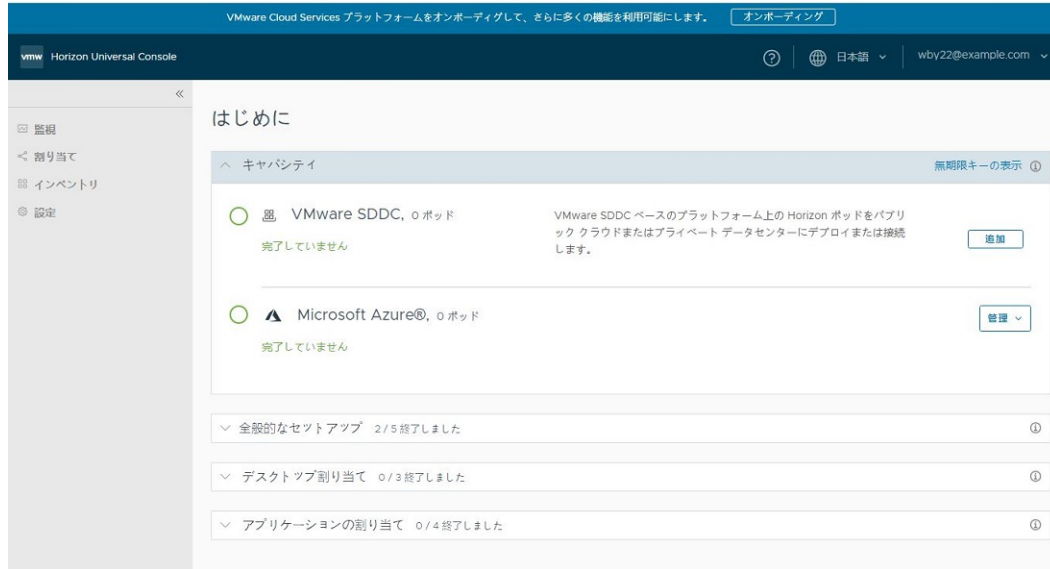 VMware Cloud Services プラットフォームをオンボーディグして、さらに多くの機能を利用可能にします。 オンボーディング
vmw Horizon Universal Console 日本語 wby22@example.com
はじめに
監視
割り当て
インベントリ
設定
キャパシティ 無期限キーの表示
VMware SDDC, 0 ポッド
完了していません
VMware SDDC ベースのプラットフォーム上の Horizon ポッドをパブリ
ック クラウドまたはプライベート データセンターにデプロイまたは接続
します。
追加
Microsoft Azure®, 0 ポッド
管理
完了していません
全般的なセットアップ 2/5 終了しました
デスクトップ割り当て 0/3 終了しました
アプリケーションの割り当て 0/4 終了しました